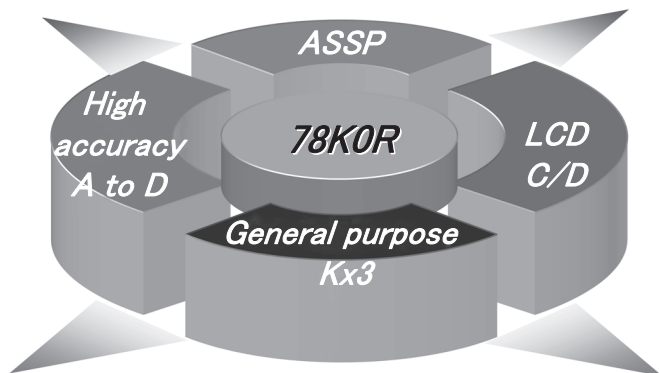 ASSP
High
accuracy
A to D
78K0R
LCD
C/D
General purpose
Kx3